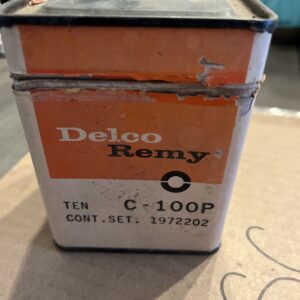 Delco
Remy
TEN C-100P
CONT. SET: 1972202